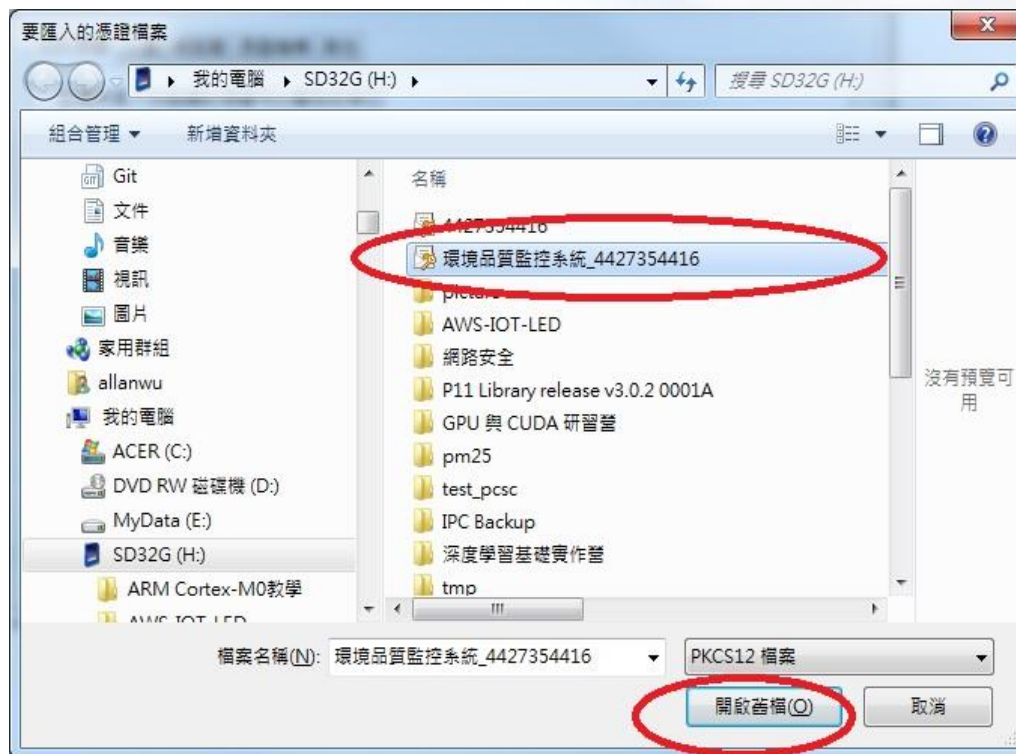 要匯入的憑證檔案
我的電腦 ▸ SD32G (H:) ▸
搜尋 SD32G (H:)
組合管理 ▼ 新增資料夾
Git
文件
音樂
視訊
圖片
家用群組
allanwu
我的電腦
ACER (C:)
DVD RW 磁碟機 (D:)
MyData (E:)
SD32G (H:)
ARM Cortex-M0教學
AWS-IOT-LED
名稱
4427354416
環境品質監控系統_4427354416
picture
AWS-IOT-LED
網路安全
P11 Library release v3.0.2 0001A
GPU 與 CUDA 研習營
pm25
test_pcsc
IPC Backup
深度學習基礎實作營
tmp
沒有預覽可
用
檔案名稱(N): 環境品質監控系統_4427354416
PKCS12 檔案
開啟舊檔(O)
取消